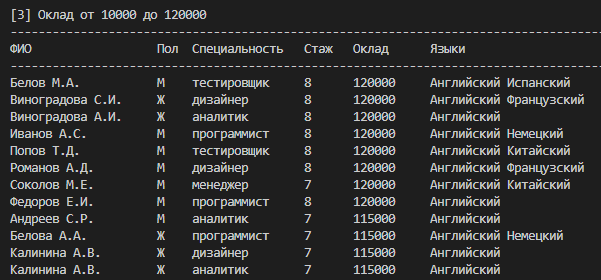 [3] Оклад от 10000 до 120000
ФИО Пол Специальность Стаж Оклад Языки
Белов М.А. М тестировщик 8 120000 Английский Испанский
Виноградова С.И. Ж дизайнер 8 120000 Английский Французский
Виноградова А.И. Ж аналитик 8 120000 Английский
Иванов А.С. М программист 8 120000 Английский Немецкий
Попов Т.Д. М тестировщик 8 120000 Английский Китайский
Романов А.Д. М дизайнер 8 120000 Английский Французский
Соколов М.Е. М менеджер 7 120000 Английский Китайский
Федоров Е.И. М программист 8 120000 Английский
Андреев С.Р. М аналитик 7 115000 Английский
Белова А.А. Ж программист 7 115000 Английский Немецкий
Калинина А.В. Ж дизайнер 7 115000 Английский
Калинина А.В. Ж аналитик 7 115000 Английский